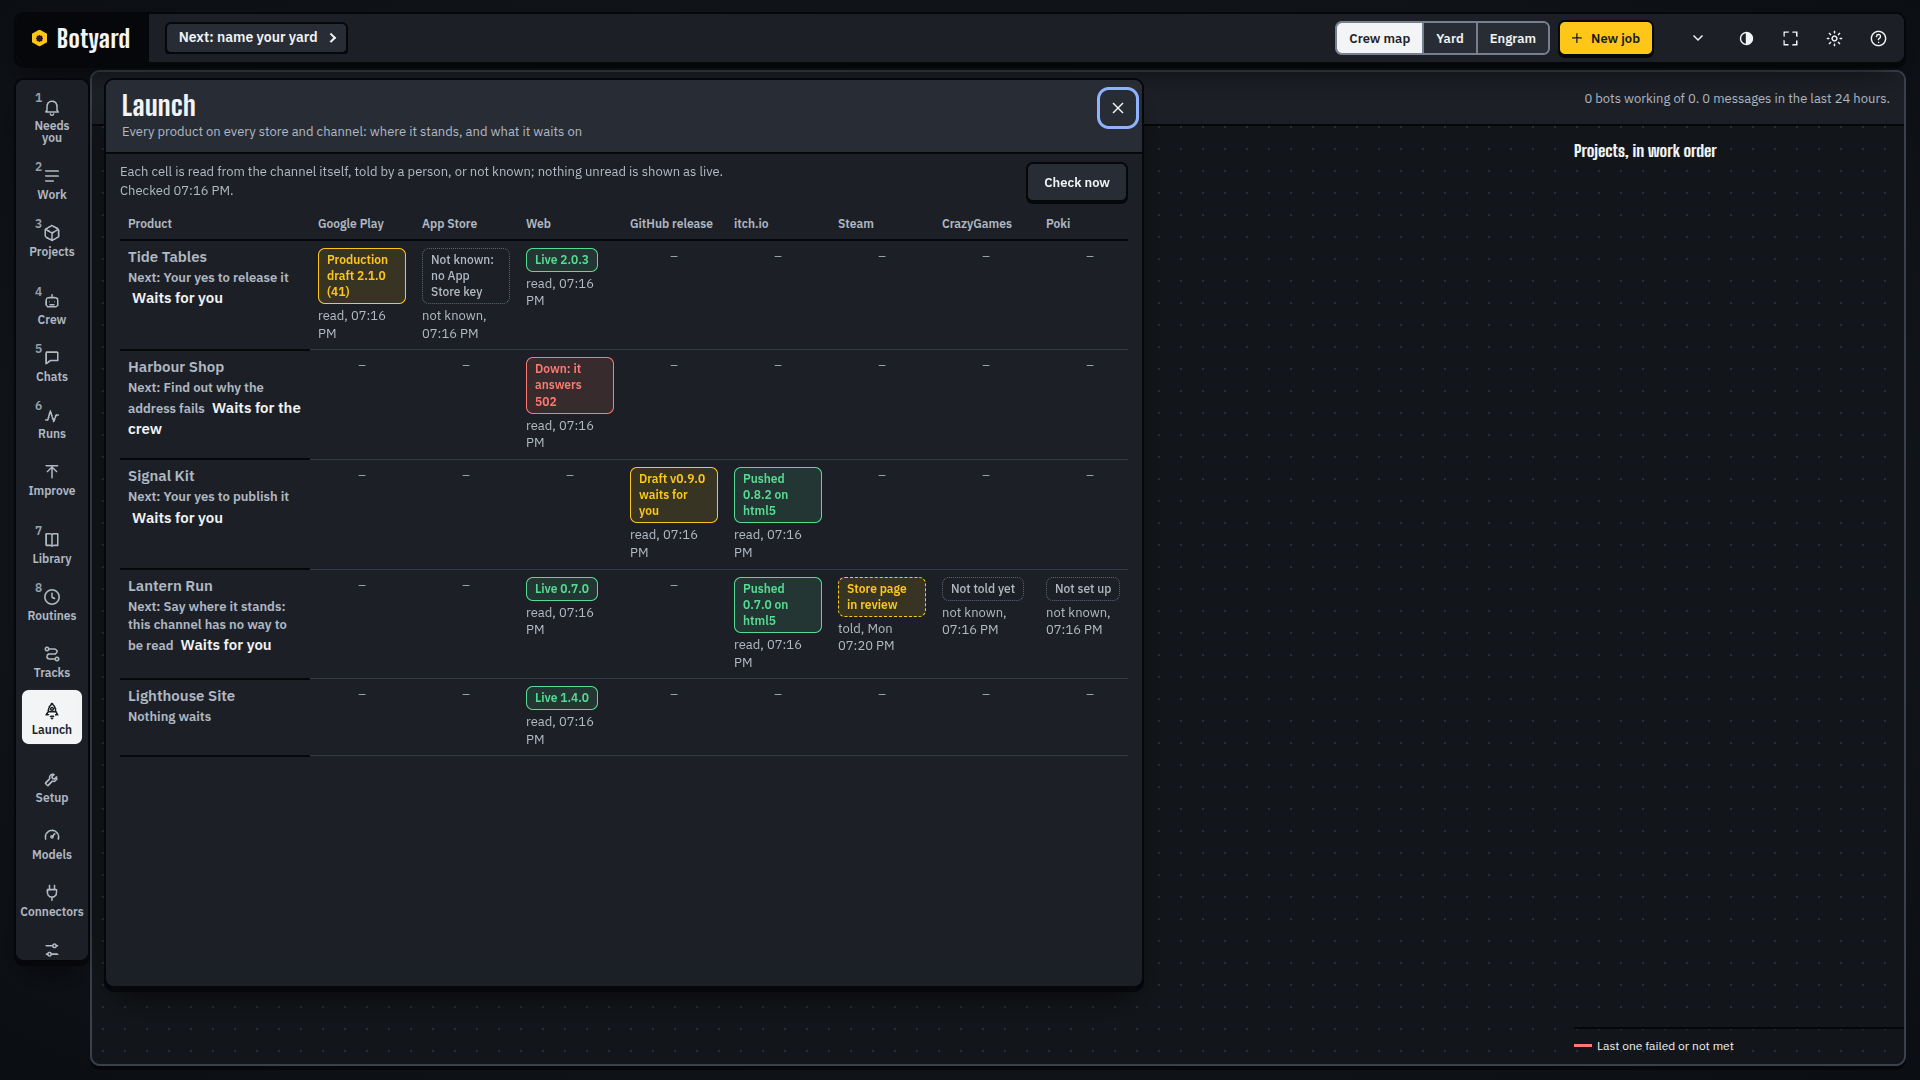 Botyard
Next: name your yard
Crew map
Yard
Engram
New job
1
Needs
you
2
Work
3
Projects
4
Crew
5
Chats
6
Runs
Improve
7
Library
8
Routines
Tracks
Launch
Setup
Models
Connectors
Launch
Every product on every store and channel: where it stands, and what it waits on
Each cell is read from the channel itself, told by a person, or not known; nothing unread is shown as live.
Checked 07:16 PM.
Check now
Product
Google Play
App Store
Web
GitHub release
itch.io
Steam
CrazyGames
Poki
Tide Tables
Next: Your yes to release it
Waits for you
Production
draft 2.1.0
(41)
read, 07:16
PM
Not known:
no App
Store key
not known,
07:16 PM
Live 2.0.3
read, 07:16
PM
–
–
–
–
–
Harbour Shop
Next: Find out why the
address fails Waits for the
crew
–
–
Down: it
answers
502
read, 07:16
PM
–
–
–
–
–
Signal Kit
Next: Your yes to publish it
Waits for you
–
–
–
Draft v0.9.0
waits for
you
read, 07:16
PM
Pushed
0.8.2 on
html5
read, 07:16
PM
–
–
–
Lantern Run
Next: Say where it stands:
this channel has no way to
be read Waits for you
–
–
Live 0.7.0
read, 07:16
PM
–
Pushed
0.7.0 on
html5
read, 07:16
PM
Store page
in review
told, Mon
07:20 PM
Not told yet
not known,
07:16 PM
Not set up
not known,
07:16 PM
Lighthouse Site
Nothing waits
–
–
Live 1.4.0
read, 07:16
PM
–
–
–
–
–
0 bots working of 0. 0 messages in the last 24 hours.
Projects, in work order
Last one failed or not met